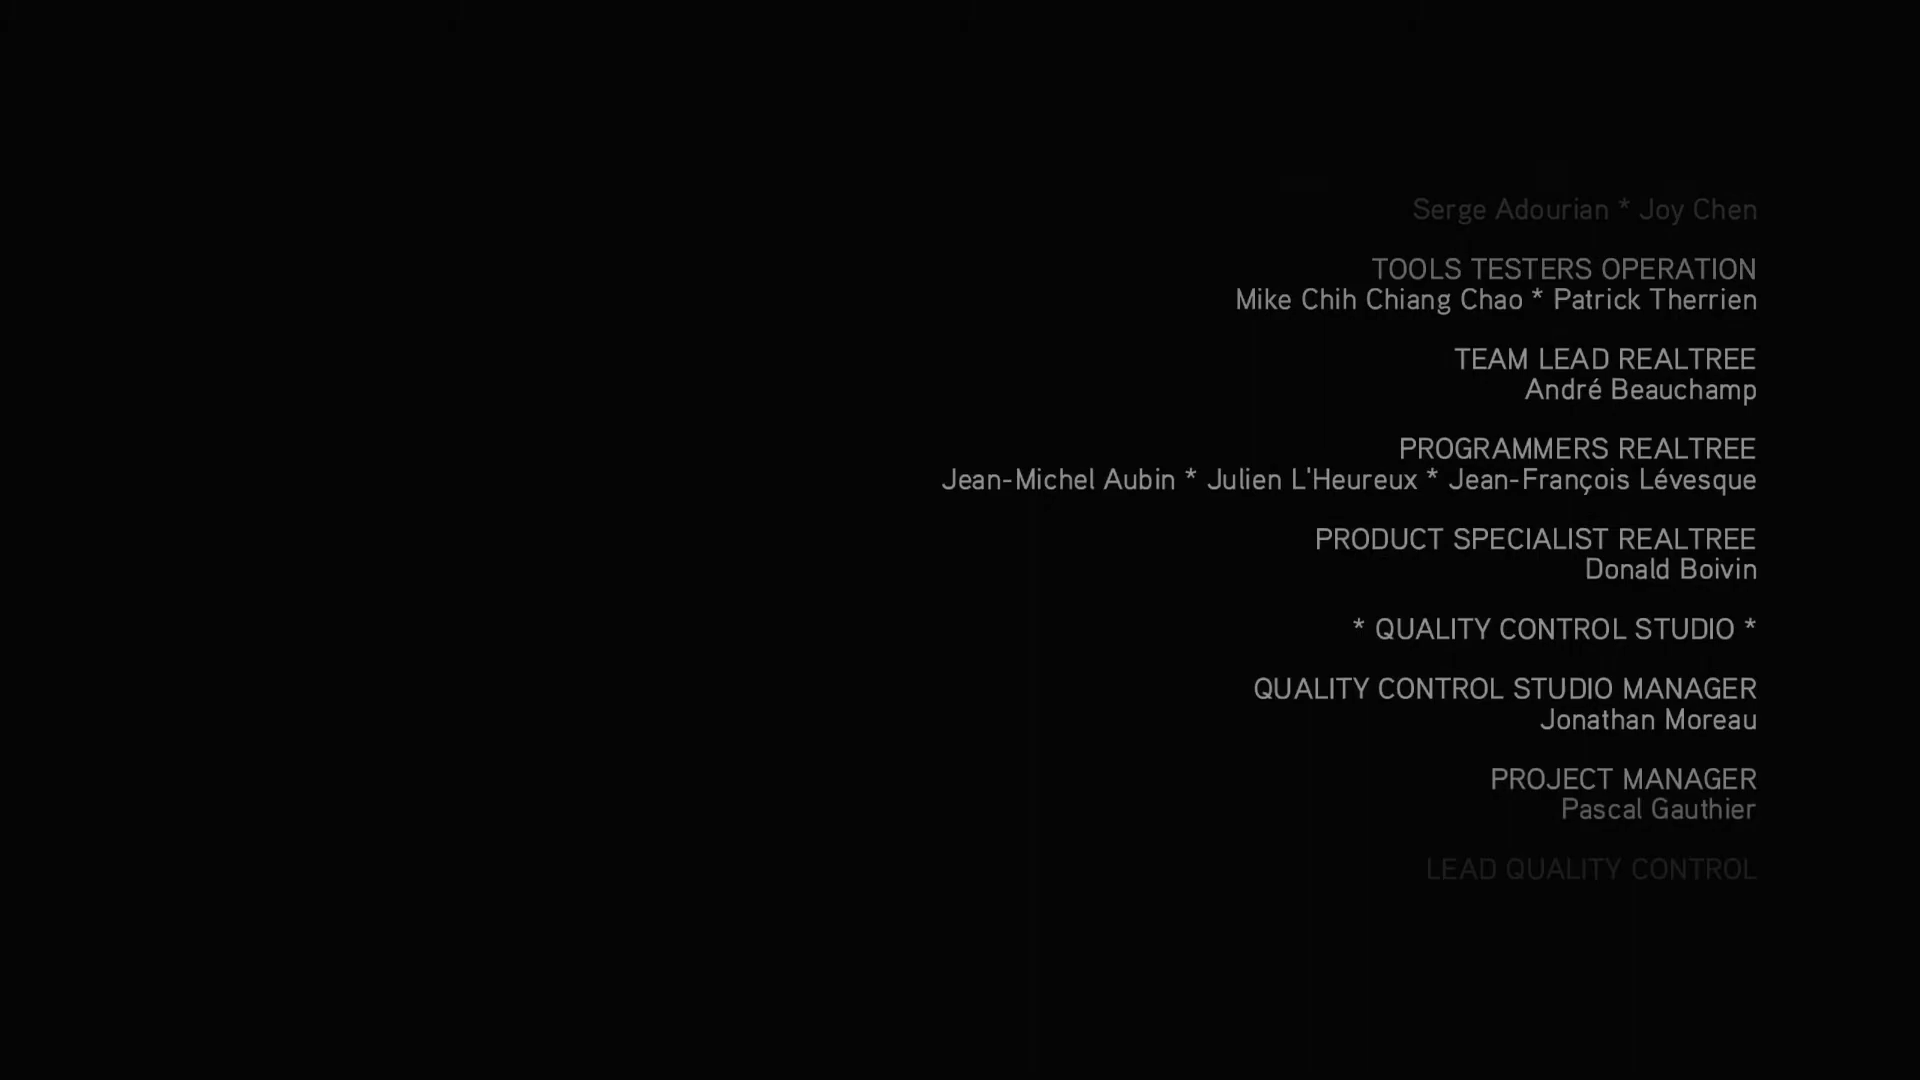 Serge Adourian * Joy Chen
TOOLS TESTERS OPERATION
Mike Chih Chiang Chao * Patrick Therrien
TEAM LEAD REALTREE
André Beauchamp
PROGRAMMERS REALTREE
Jean-Michel Aubin * Julien L'Heureux * Jean-François Lévesque
PRODUCT SPECIALIST REALTREE
Donald Boivin
* QUALITY CONTROL STUDIO *
QUALITY CONTROL STUDIO MANAGER
Jonathan Moreau
PROJECT MANAGER
Pascal Gauthier
LEAD QUALITY CONTROL